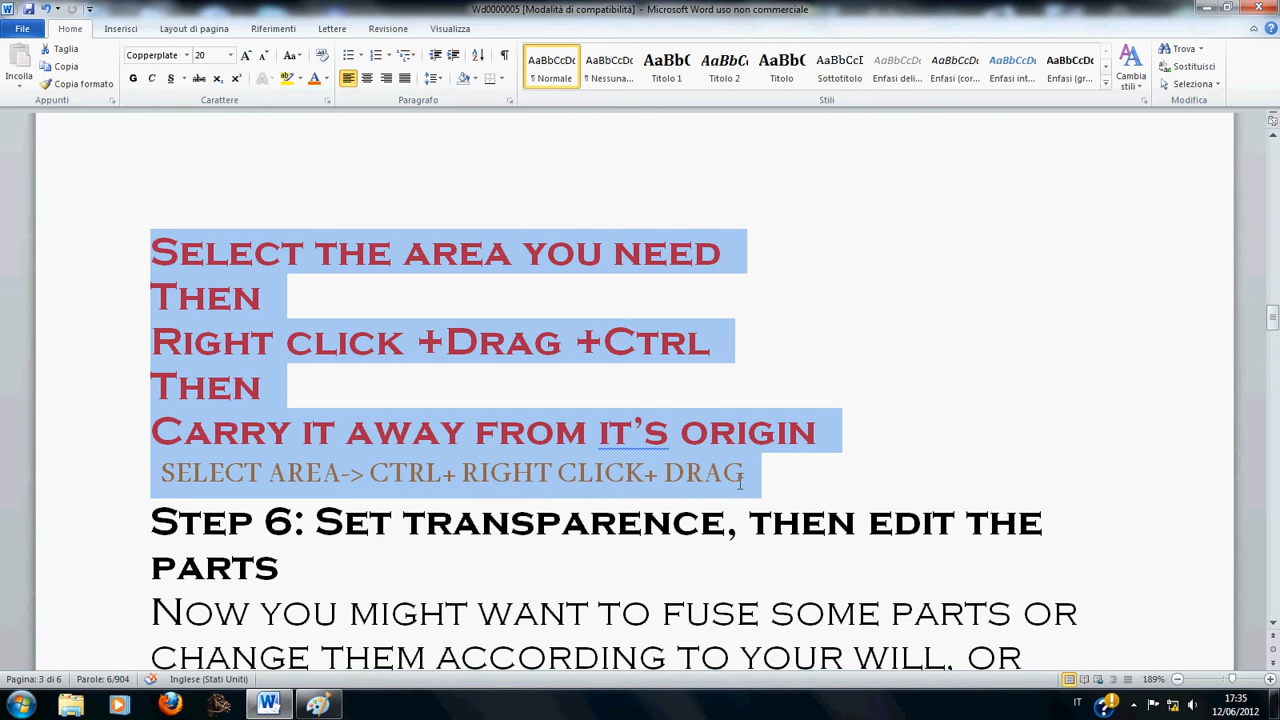 Wd0000005 [Modalità di compatibilità] - Microsoft Word uso non commerciale
File Home Inserisci Layout di pagina Riferimenti Lettere Revisione Visualizza
Incolla
Taglia
Copia
Copia formato
Appunti
Copperplate 20
Carattere
Paragrafo
AaBbCcDc AaBbCcDc AaBbC AaBbCc AaBbC AaBbCcI AaBbCcDc AaBbCcDc AaBbCcDc AaBbCcDc
¶ Normale ¶ Nessuna... Titolo 1 Titolo 2 Titolo Sottotitolo Enfasi deli... Enfasi (cor... Enfasi int... Enfasi (gr...
Stili
Cambia
stili
Trova
Sostituisci
Seleziona
Modifica
Select the area you need
Then
Right click +Drag +Ctrl
Then
Carry it away from it’s origin
SELECT AREA-> CTRL+ RIGHT CLICK+ DRAG
Step 6: Set transparence, then edit the
parts
Now you might want to fuse some parts or
change them according to your will, or
Pagina: 3 di 6 Parole: 6/904 Inglese (Stati Uniti) 189%
IT 17:35
12/06/2012